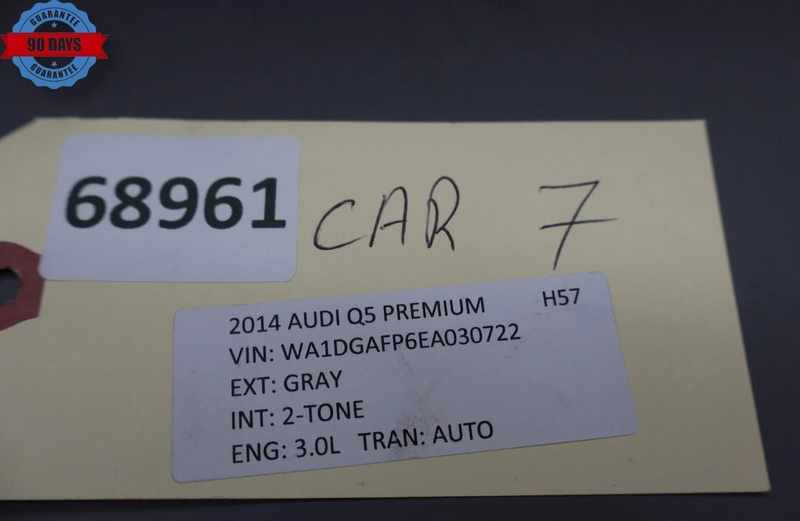 GUARANTEE
90 DAYS
GUARANTEE
68961
CAR 7
2014 AUDI Q5 PREMIUM H57
VIN: WA1DGAFP6EA030722
EXT: GRAY
INT: 2-TONE
ENG: 3.0L TRAN: AUTO